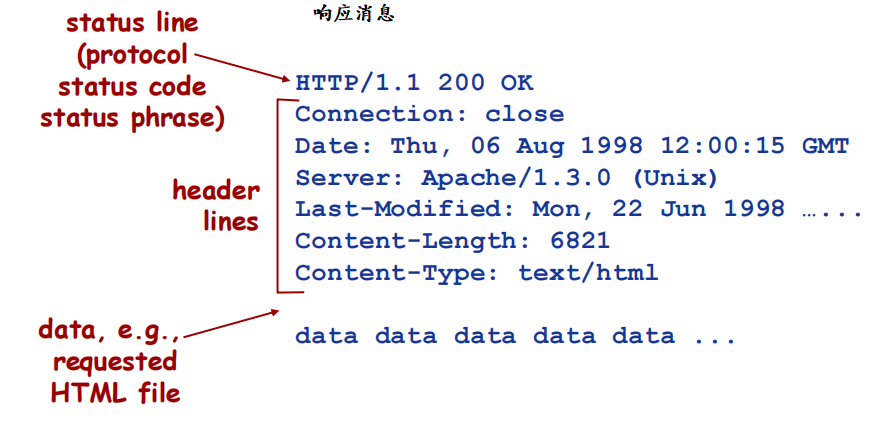 响应消息
status line
(protocol
status code
status phrase)
HTTP/1.1 200 OK
Connection: close
Date: Thu, 06 Aug 1998 12:00:15 GMT
Server: Apache/1.3.0 (Unix)
Last-Modified: Mon, 22 Jun 1998 …...
Content-Length: 6821
Content-Type: text/html
header
lines
data, e.g.,
requested
HTML file
data data data data data ...